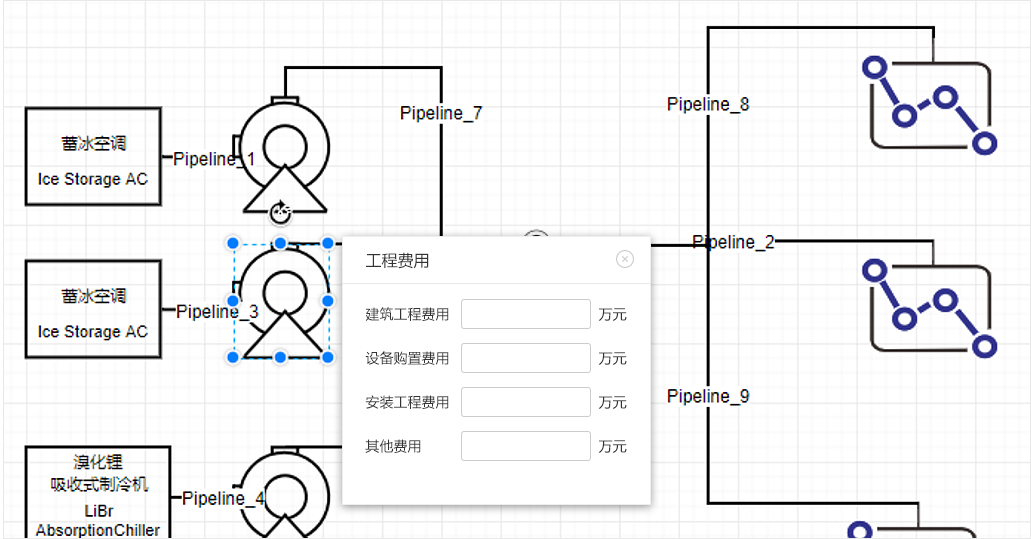 Pipeline_8
Pipeline_7
蓄冰空调
Ice Storage AC
Pipeline_1
Pipeline_2
蓄冰空调
Ice Storage AC
Pipeline_3
工程费用
建筑工程费用 万元
设备购置费用 万元
安装工程费用 万元
其他费用 万元
Pipeline_9
溴化锂
吸收式制冷机
LiBr
AbsorptionChiller
Pipeline_4